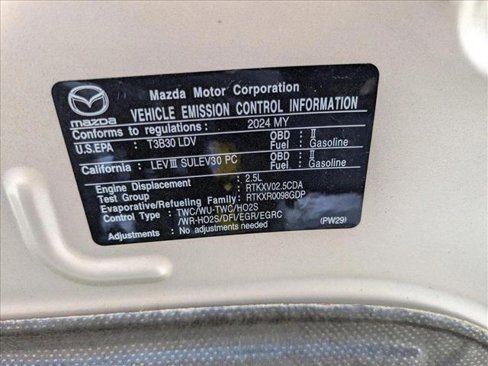 mazda
Mazda Motor Corporation
VEHICLE EMISSION CONTROL INFORMATION
Conforms to regulations: 2024 MY
U.S.EPA : T3B30 LDV OBD : II
Fuel : Gasoline
California : LEVIII SULEV30 PC OBD : II
Fuel : Gasoline
Engine Displacement : 2.5L
Test Group : RTKXV02.5CDA
Evaporative/Refueling Family: RTKXR0098GDP
Control Type : TWC/WU-TWC/HO2S
/WR-HO2S/DFI/EGR/EGRC
Adjustments : No adjustments needed (PW29)